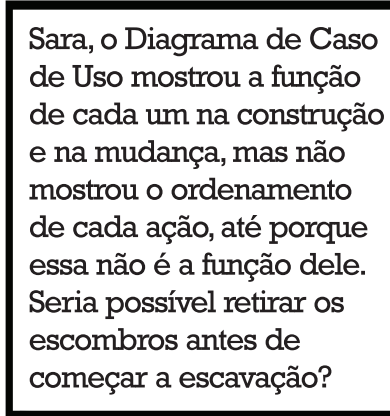 Sara, o Diagrama de Caso
de Uso mostrou a função
de cada um na construção
e na mudança, mas não
mostrou o ordenamento
de cada ação, até porque
essa não é a função dele.
Seria possível retirar os
escombros antes de
começar a escavação?